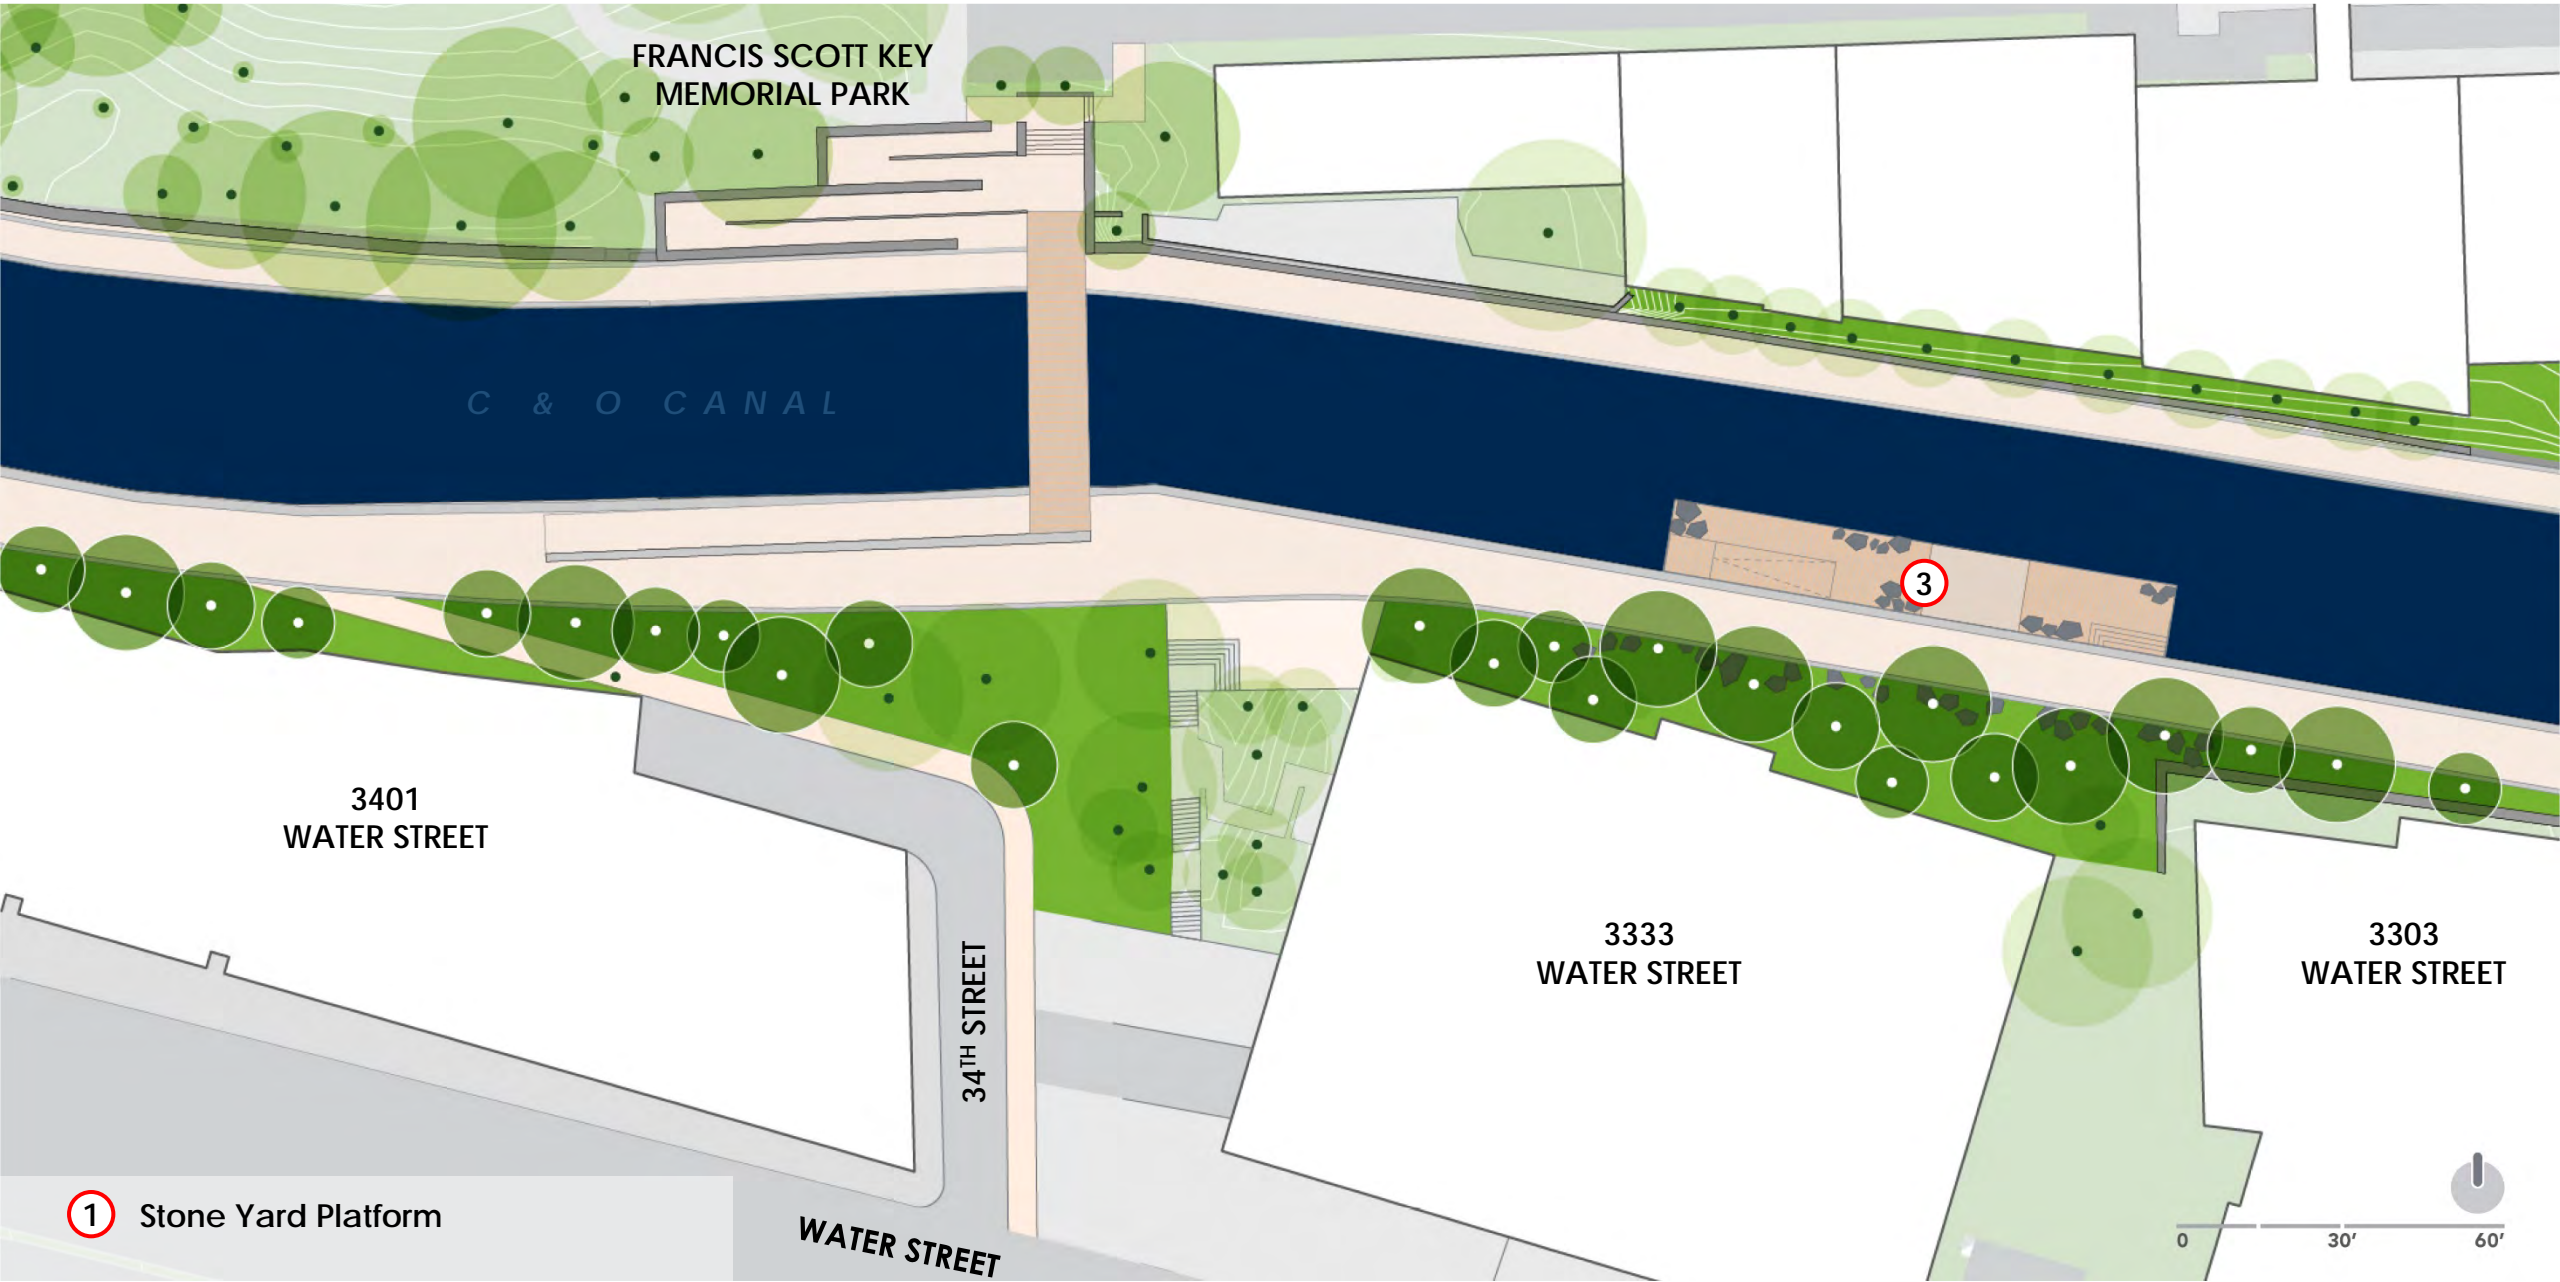 FRANCIS SCOTT KEY
MEMORIAL PARK
C & O CANAL
3
3401
WATER STREET
3333
WATER STREET
3303
WATER STREET
34TH STREET
1 Stone Yard Platform
WATER STREET
0 30' 60'